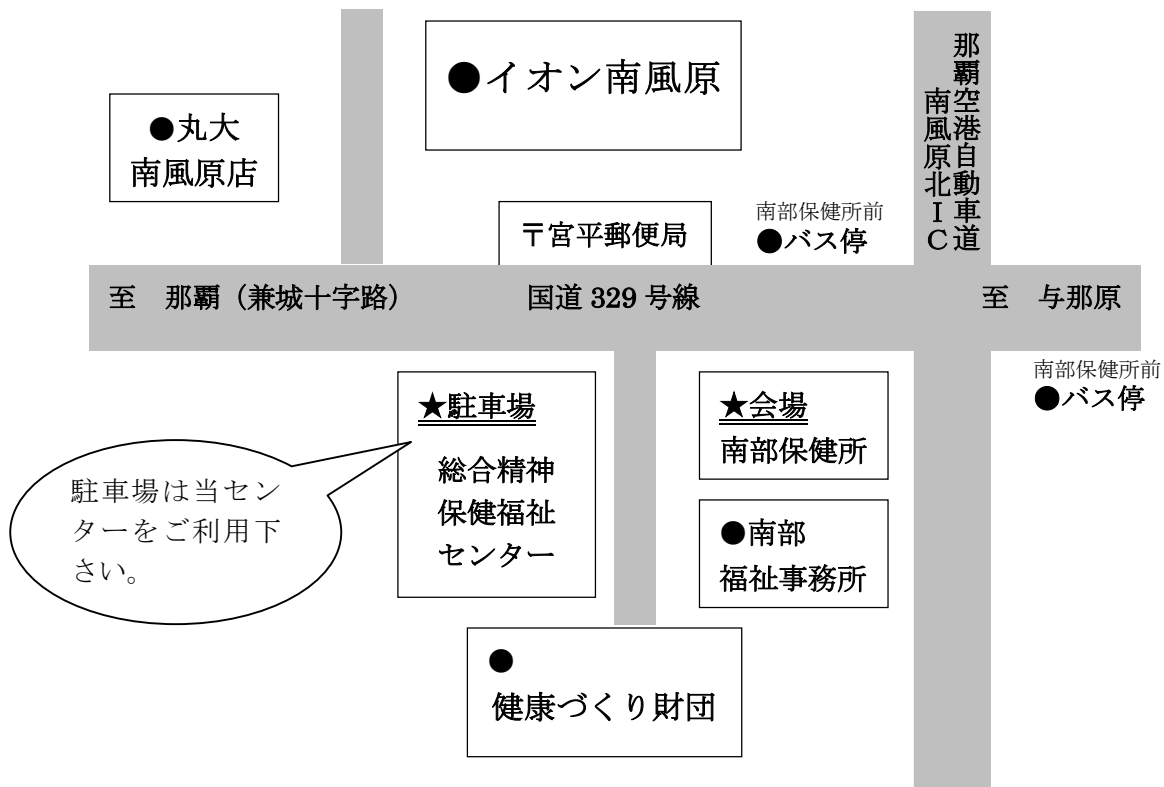 ●イオン南風原
那覇空港自動車道
南風原北ＩＣ
●丸大
南風原店
〒宮平郵便局
南部保健所前
●バス停
至　那覇（兼城十字路）
国道 329 号線
至　与那原
南部保健所前
●バス停
★駐車場
総合精神
保健福祉
センター
★会場
南部保健所
駐車場は当セン
ターをご利用下
さい。
●南部
福祉事務所
●
健康づくり財団